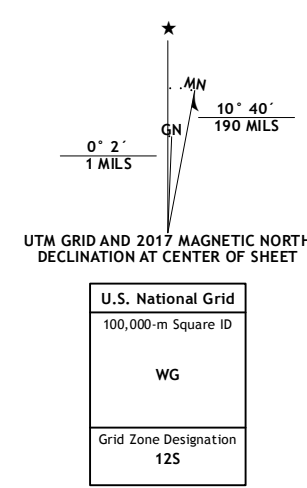 ★
MN
GN
10° 40´
190 MILS
0° 2´
1 MILS
UTM GRID AND 2017 MAGNETIC NORTH
DECLINATION AT CENTER OF SHEET
U.S. National Grid
100,000-m Square ID
WG
Grid Zone Designation
12S